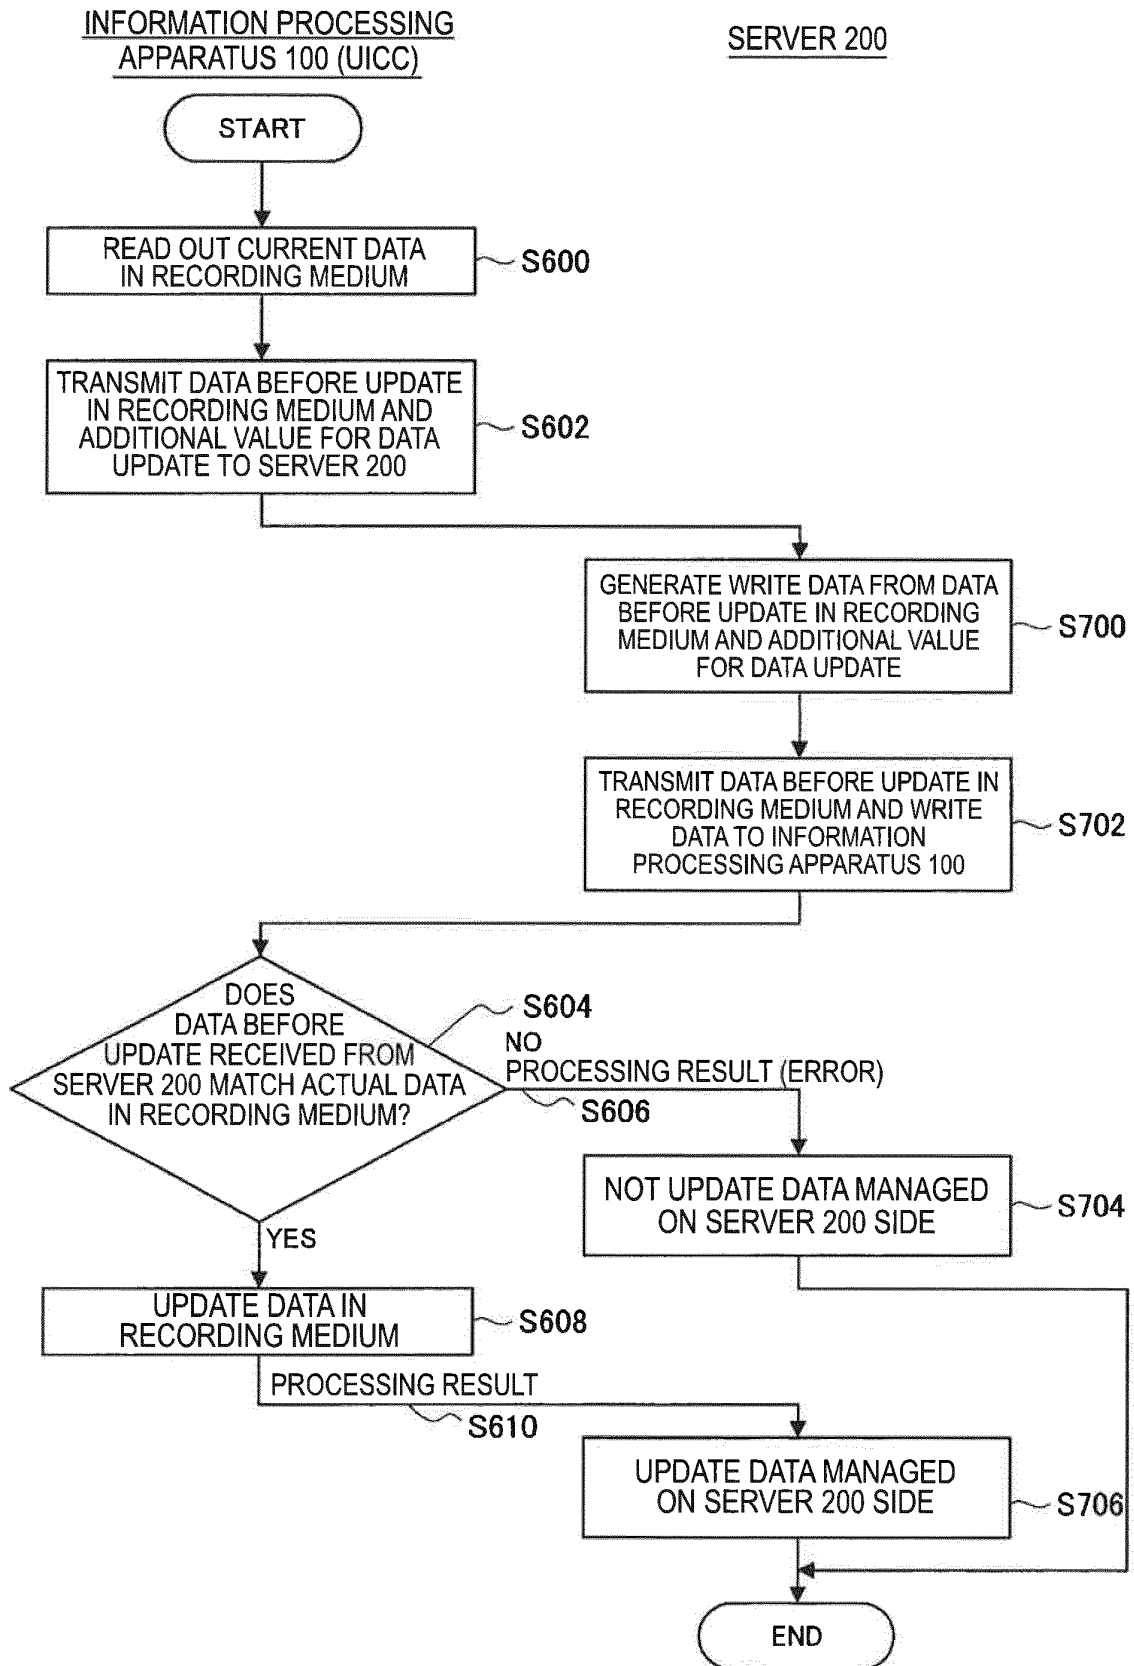 INFORMATION PROCESSING
APPARATUS 100 (UICC)
SERVER 200
START
READ OUT CURRENT DATA
IN RECORDING MEDIUM
S600
TRANSMIT DATA BEFORE UPDATE
IN RECORDING MEDIUM AND
ADDITIONAL VALUE FOR DATA
UPDATE TO SERVER 200
S602
GENERATE WRITE DATA FROM DATA
BEFORE UPDATE IN RECORDING
MEDIUM AND ADDITIONAL VALUE
FOR DATA UPDATE
S700
TRANSMIT DATA BEFORE UPDATE IN
RECORDING MEDIUM AND WRITE
DATA TO INFORMATION
PROCESSING APPARATUS 100
S702
DOES
DATA BEFORE
UPDATE RECEIVED FROM
SERVER 200 MATCH ACTUAL DATA
IN RECORDING MEDIUM?
S604
NO
PROCESSING RESULT (ERROR)
S606
NOT UPDATE DATA MANAGED
ON SERVER 200 SIDE
S704
YES
UPDATE DATA IN
RECORDING MEDIUM
S608
PROCESSING RESULT
S610
UPDATE DATA MANAGED
ON SERVER 200 SIDE
S706
END